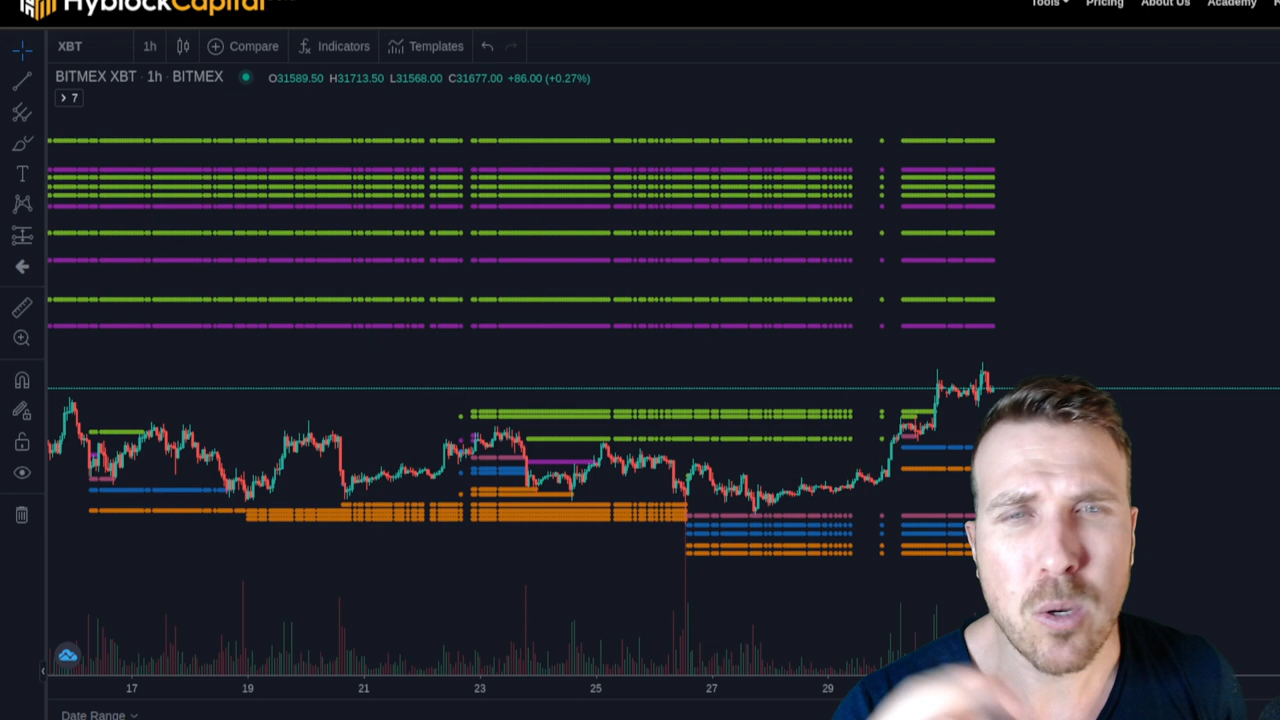 HyblockCapital
Tools Pricing About Us Academy
XBT 1h Compare Indicators Templates
BITMEX XBT · 1h · BITMEX O31589.50 H31713.50 L31568.00 C31677.00 +86.00 (+0.27%)
7
17 19 21 23 25 27 29
Date Range